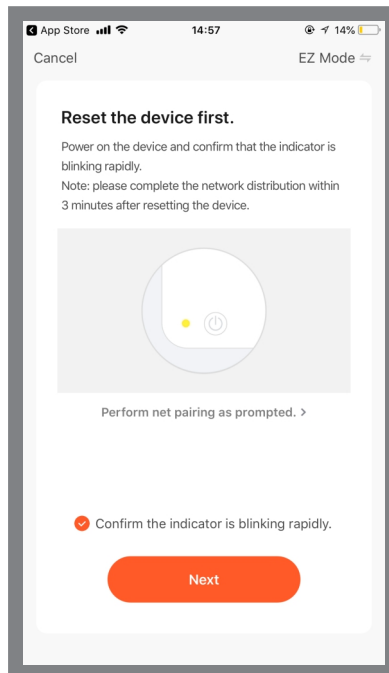 App Store 14:57 14%
Cancel EZ Mode
Reset the device first.
Power on the device and confirm that the indicator is
blinking rapidly.
Note: please complete the network distribution within
3 minutes after resetting the device.
Perform net pairing as prompted. >
Confirm the indicator is blinking rapidly.
Next